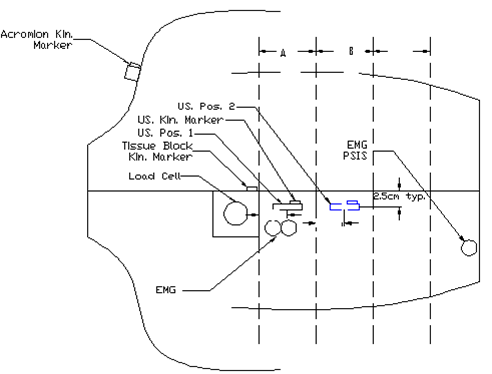 Acromion Kin.
Marker
A
B
US. Pos. 2
US. Kin. Marker
US. Pos. 1
Tissue Block
Kin. Marker
Load Cell
EMG
PSIS
2.5cm typ.
EMG